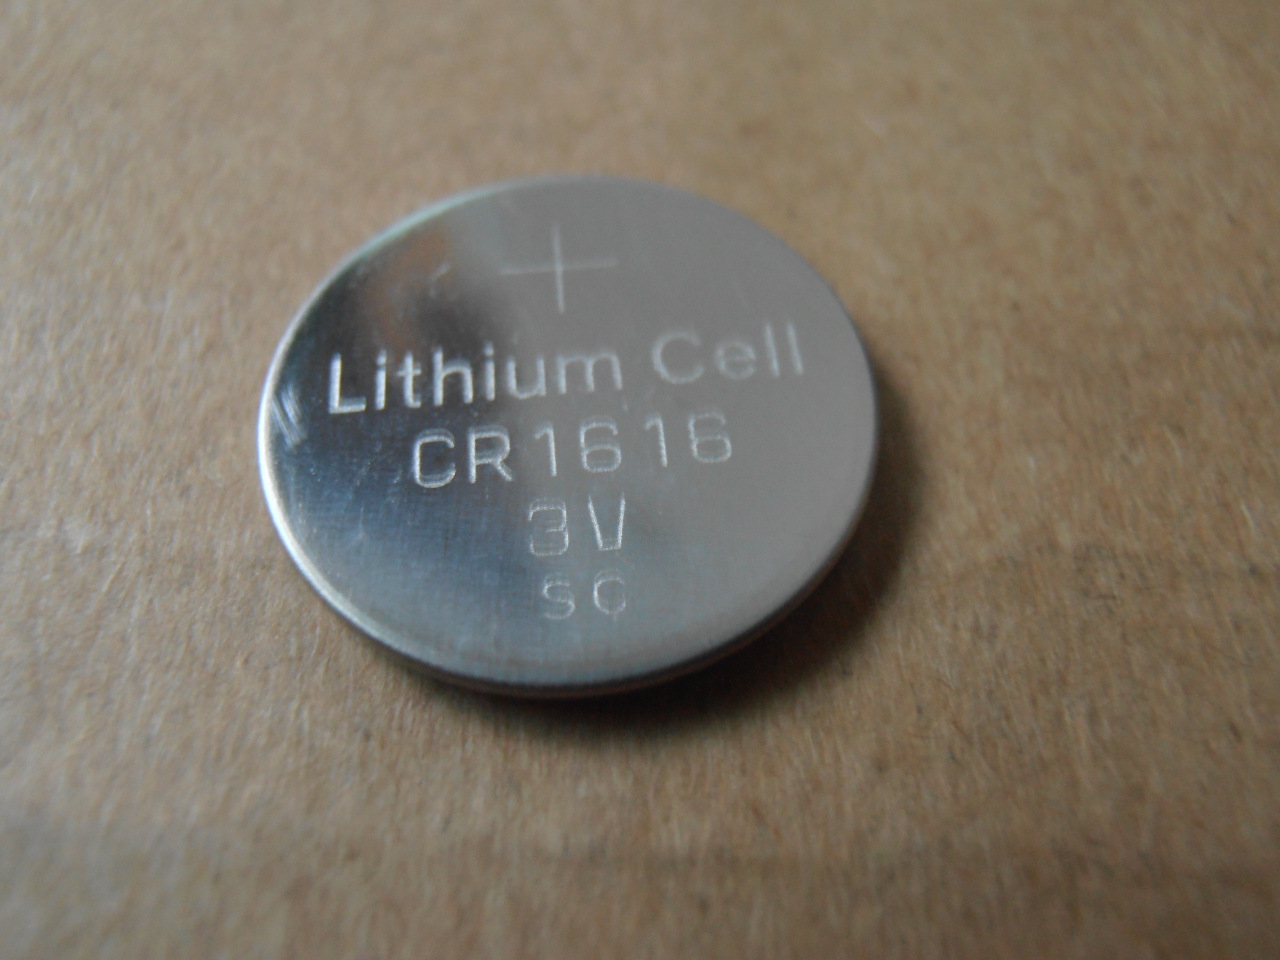 +
Lithium Cell
CR1616
3V
SC